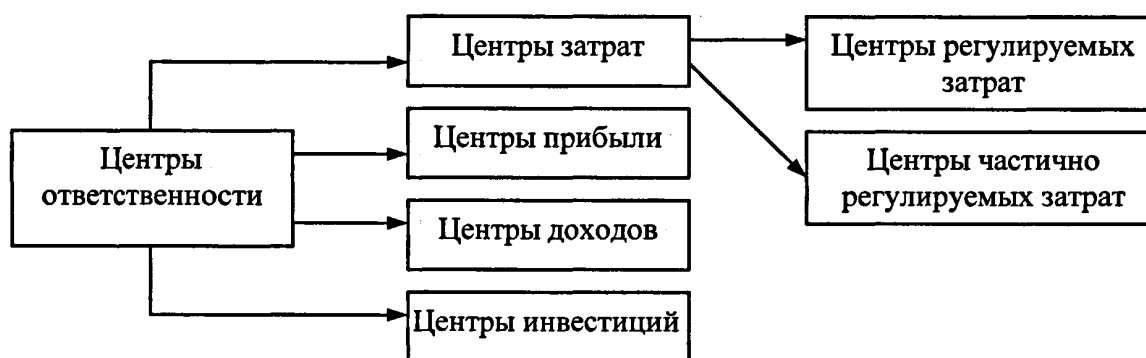 Центры
ответственности
Центры затрат
Центры прибыли
Центры доходов
Центры инвестиций
Центры регулируемых
затрат
Центры частично
регулируемых затрат